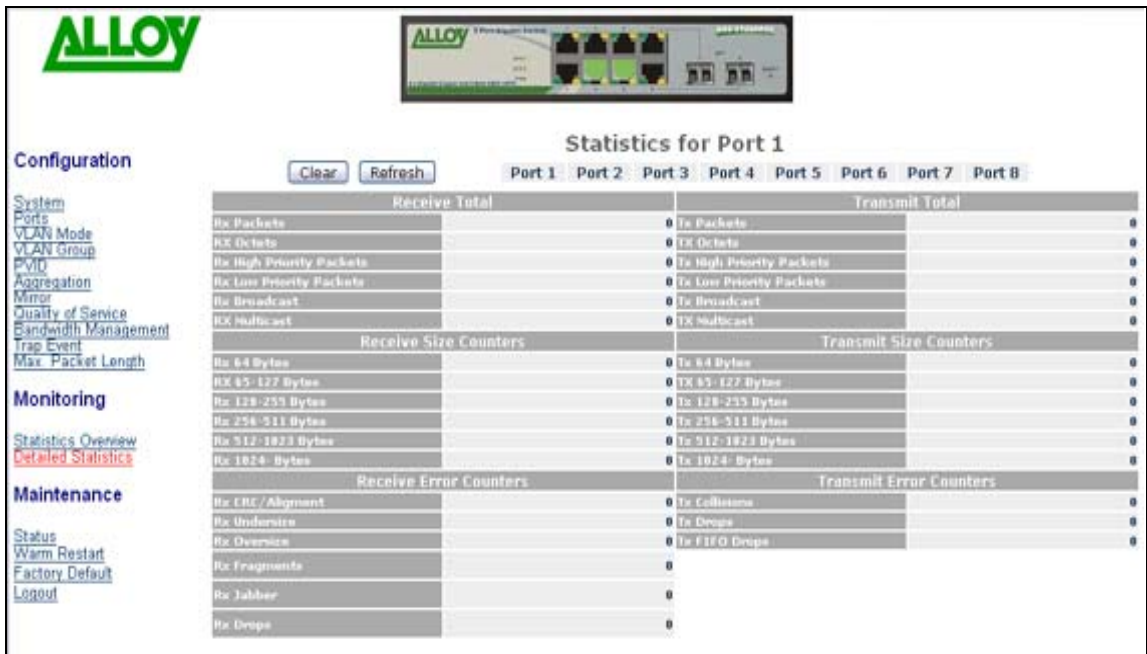 ALLOY
ALLOY
Statistics for Port 1
Clear Refresh Port 1 Port 2 Port 3 Port 4 Port 5 Port 6 Port 7 Port 8
Configuration
System
Ports
VLAN Mode
VLAN Group
PVID
Aggregation
Mirror
Quality of Service
Bandwidth Management
Trap Event
Max. Packet Length
Monitoring
Statistics Overview
Detailed Statistics
Maintenance
Status
Warm Restart
Factory Default
Logout
Receive Total Transmit Total
Rx Packets 0 Tx Packets 0
RX Octets 0 TX Octets 0
Rx High Priority Packets 0 Tx High Priority Packets 0
Rx Low Priority Packets 0 Tx Low Priority Packets 0
Rx Broadcast 0 Tx Broadcast 0
RX Multicast 0 TX Multicast 0
Receive Size Counters Transmit Size Counters
Rx 64 Bytes 0 Tx 64 Bytes 0
RX 65-127 Bytes 0 TX 65-127 Bytes 0
Rx 128-255 Bytes 0 Tx 128-255 Bytes 0
Rx 256-511 Bytes 0 Tx 256-511 Bytes 0
Rx 512-1023 Bytes 0 Tx 512-1023 Bytes 0
Rx 1024- Bytes 0 Tx 1024- Bytes 0
Receive Error Counters Transmit Error Counters
Rx CRC/Aligment 0 Tx Collisions 0
Rx Undersize 0 Tx Drops 0
Rx Oversize 0 Tx FIFO Drops 0
Rx Fragments 0
Rx Jabber 0
Rx Drops 0